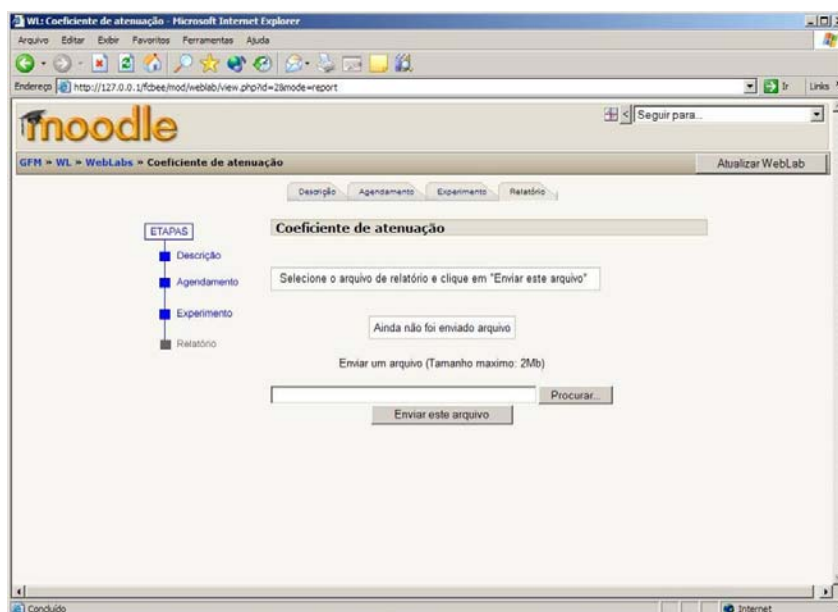 WL: Coeficiente de atenuação - Microsoft Internet Explorer
Arquivo Editar Exibir Favoritos Ferramentas Ajuda
Endereço http://127.0.0.1/fcbee/mod/weblab/view.php?id=2&mode=report Ir Links
moodle
Seguir para...
GFM » WL » WebLabs » Coeficiente de atenuação Atualizar WebLab
Descrição Agendamento Experimento Relatório
ETAPAS
Coeficiente de atenuação
Descrição
Agendamento
Selecione o arquivo de relatório e clique em "Enviar este arquivo"
Experimento
Ainda não foi enviado arquivo
Relatório
Enviar um arquivo (Tamanho maximo: 2Mb)
Procurar...
Enviar este arquivo
Concluído Internet